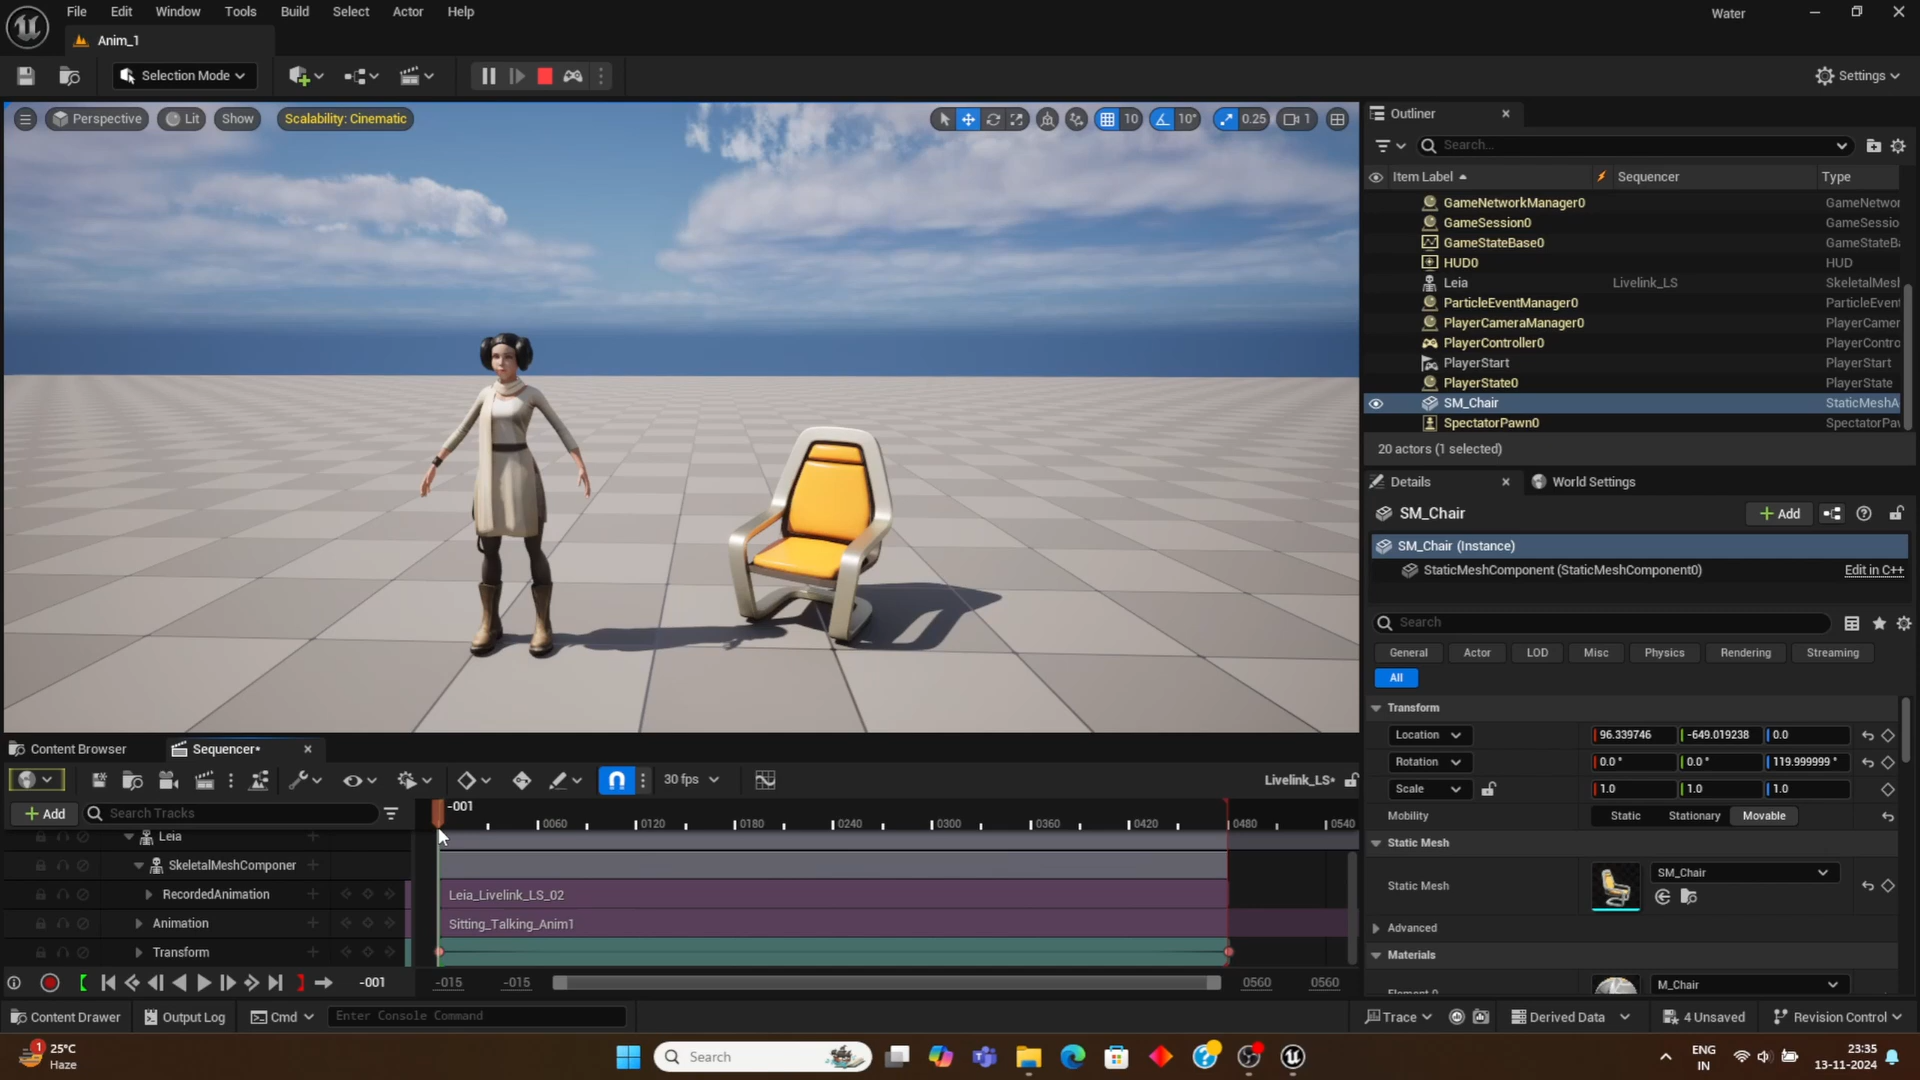 File Edit Window Tools Build Select Actor Help
Water
Anim_1
Selection Mode
Settings
Perspective Lit Show Scalability: Cinematic 10 10° 0.25 1
Outliner
Search...
Item Label Sequencer Type
GameNetworkManager0 GameNetwor
GameSession0 GameSessio
GameStateBase0 GameStateBa
HUD0 HUD
Leia Livelink_LS SkeletalMesh
ParticleEventManager0 ParticleEvent
PlayerCameraManager0 PlayerCamer
PlayerController0 PlayerContro
PlayerStart PlayerStart
PlayerState0 PlayerState
SM_Chair StaticMeshA
SpectatorPawn0 SpectatorPaw
20 actors (1 selected)
Details World Settings
SM_Chair Add
SM_Chair (Instance)
StaticMeshComponent (StaticMeshComponent0) Edit in C++
Search
General Actor LOD Misc Physics Rendering Streaming
All
Transform
Location 96.339746 -649.019238 0.0
Rotation 0.0 ° 0.0 ° 119.999999 °
Scale 1.0 1.0 1.0
Mobility Static Stationary Movable
Static Mesh
Static Mesh SM_Chair
Advanced
Materials
Element 0 M_Chair
Content Browser Sequencer*
30 fps Livelink_LS*
Add Search Tracks -001
0060 0120 0180 0240 0300 0360 0420 0480 0540
Leia
SkeletalMeshComponer
RecordedAnimation Leia_Livelink_LS_02
Animation Sitting_Talking_Anim1
Transform
-001 -015 -015 0560 0560
Content Drawer Output Log Cmd Enter Console Command Trace Derived Data 4 Unsaved Revision Control
1 25°C
Haze
Search
ENG
IN
23:35
13-11-2024